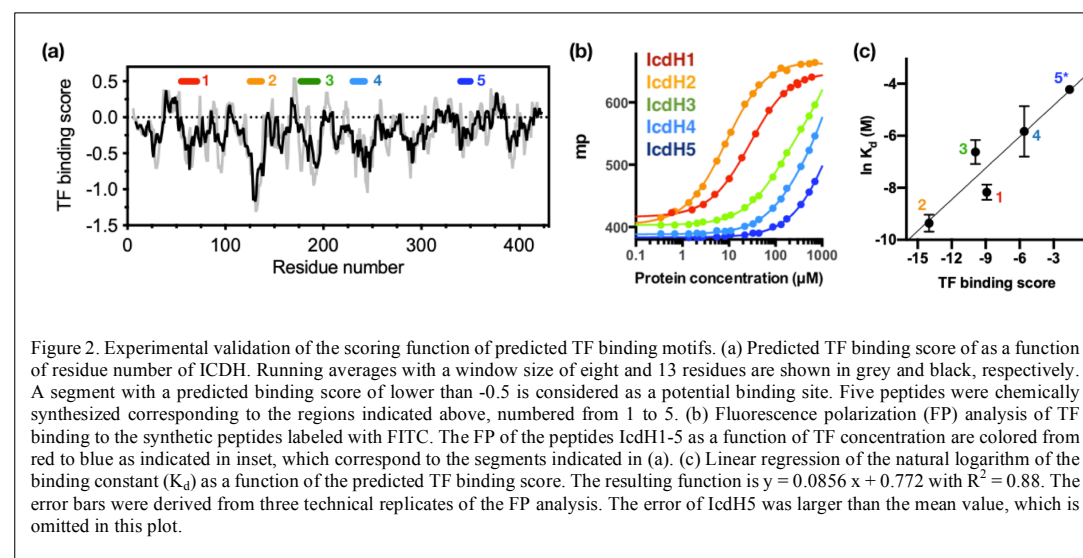 (a)
TF binding score
0.5
0.0
-0.5
-1.0
-1.5
1
2
3
4
5
0
100
200
300
400
Residue number
(b)
IcdH1
IcdH2
IcdH3
IcdH4
IcdH5
mp
600
500
400
0.1
1
10
100
1000
Protein concentration (µM)
(c)
ln Kd (M)
-4
-6
-8
-10
2
3
1
4
5*
-15
-12
-9
-6
-3
TF binding score
Figure 2. Experimental validation of the scoring function of predicted TF binding motifs. (a) Predicted TF binding score of as a function
of residue number of ICDH. Running averages with a window size of eight and 13 residues are shown in grey and black, respectively.
A segment with a predicted binding score of lower than -0.5 is considered as a potential binding site. Five peptides were chemically
synthesized corresponding to the regions indicated above, numbered from 1 to 5. (b) Fluorescence polarization (FP) analysis of TF
binding to the synthetic peptides labeled with FITC. The FP of the peptides IcdH1-5 as a function of TF concentration are colored from
red to blue as indicated in inset, which correspond to the segments indicated in (a). (c) Linear regression of the natural logarithm of the
binding constant (Kd) as a function of the predicted TF binding score. The resulting function is y = 0.0856 x + 0.772 with R2 = 0.88. The
error bars were derived from three technical replicates of the FP analysis. The error of IcdH5 was larger than the mean value, which is
omitted in this plot.